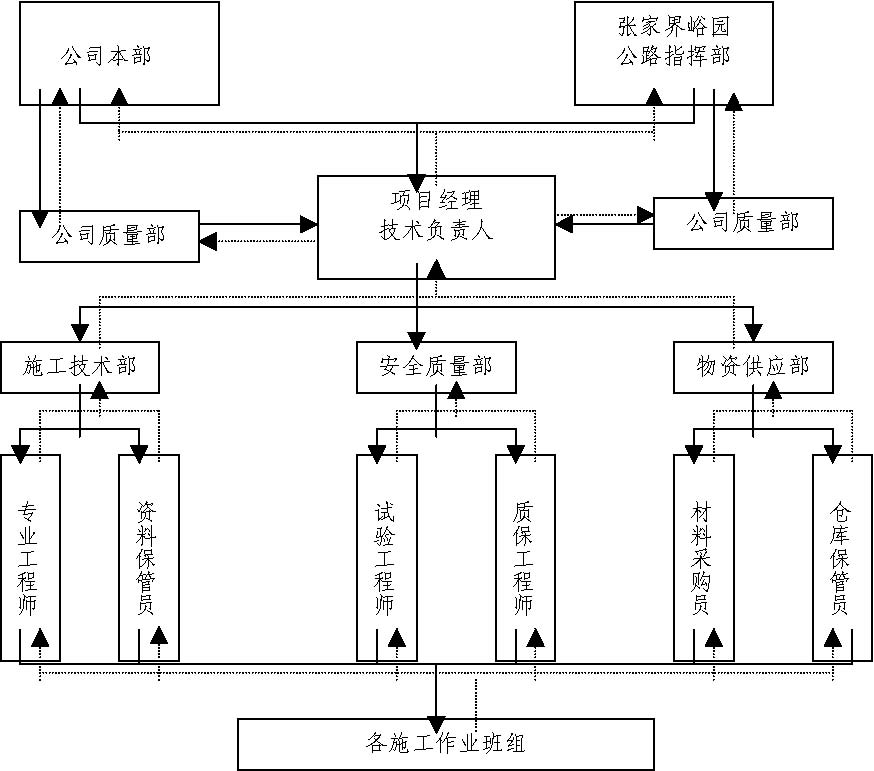 公司本部
张家界峪园
公路指挥部
项目经理
技术负责人
公司质量部
公司质量部
施工技术部
安全质量部
物资供应部
专业工程师
资料保管员
试验工程师
质保工程师
材料采购员
仓库保管员
各施工作业班组